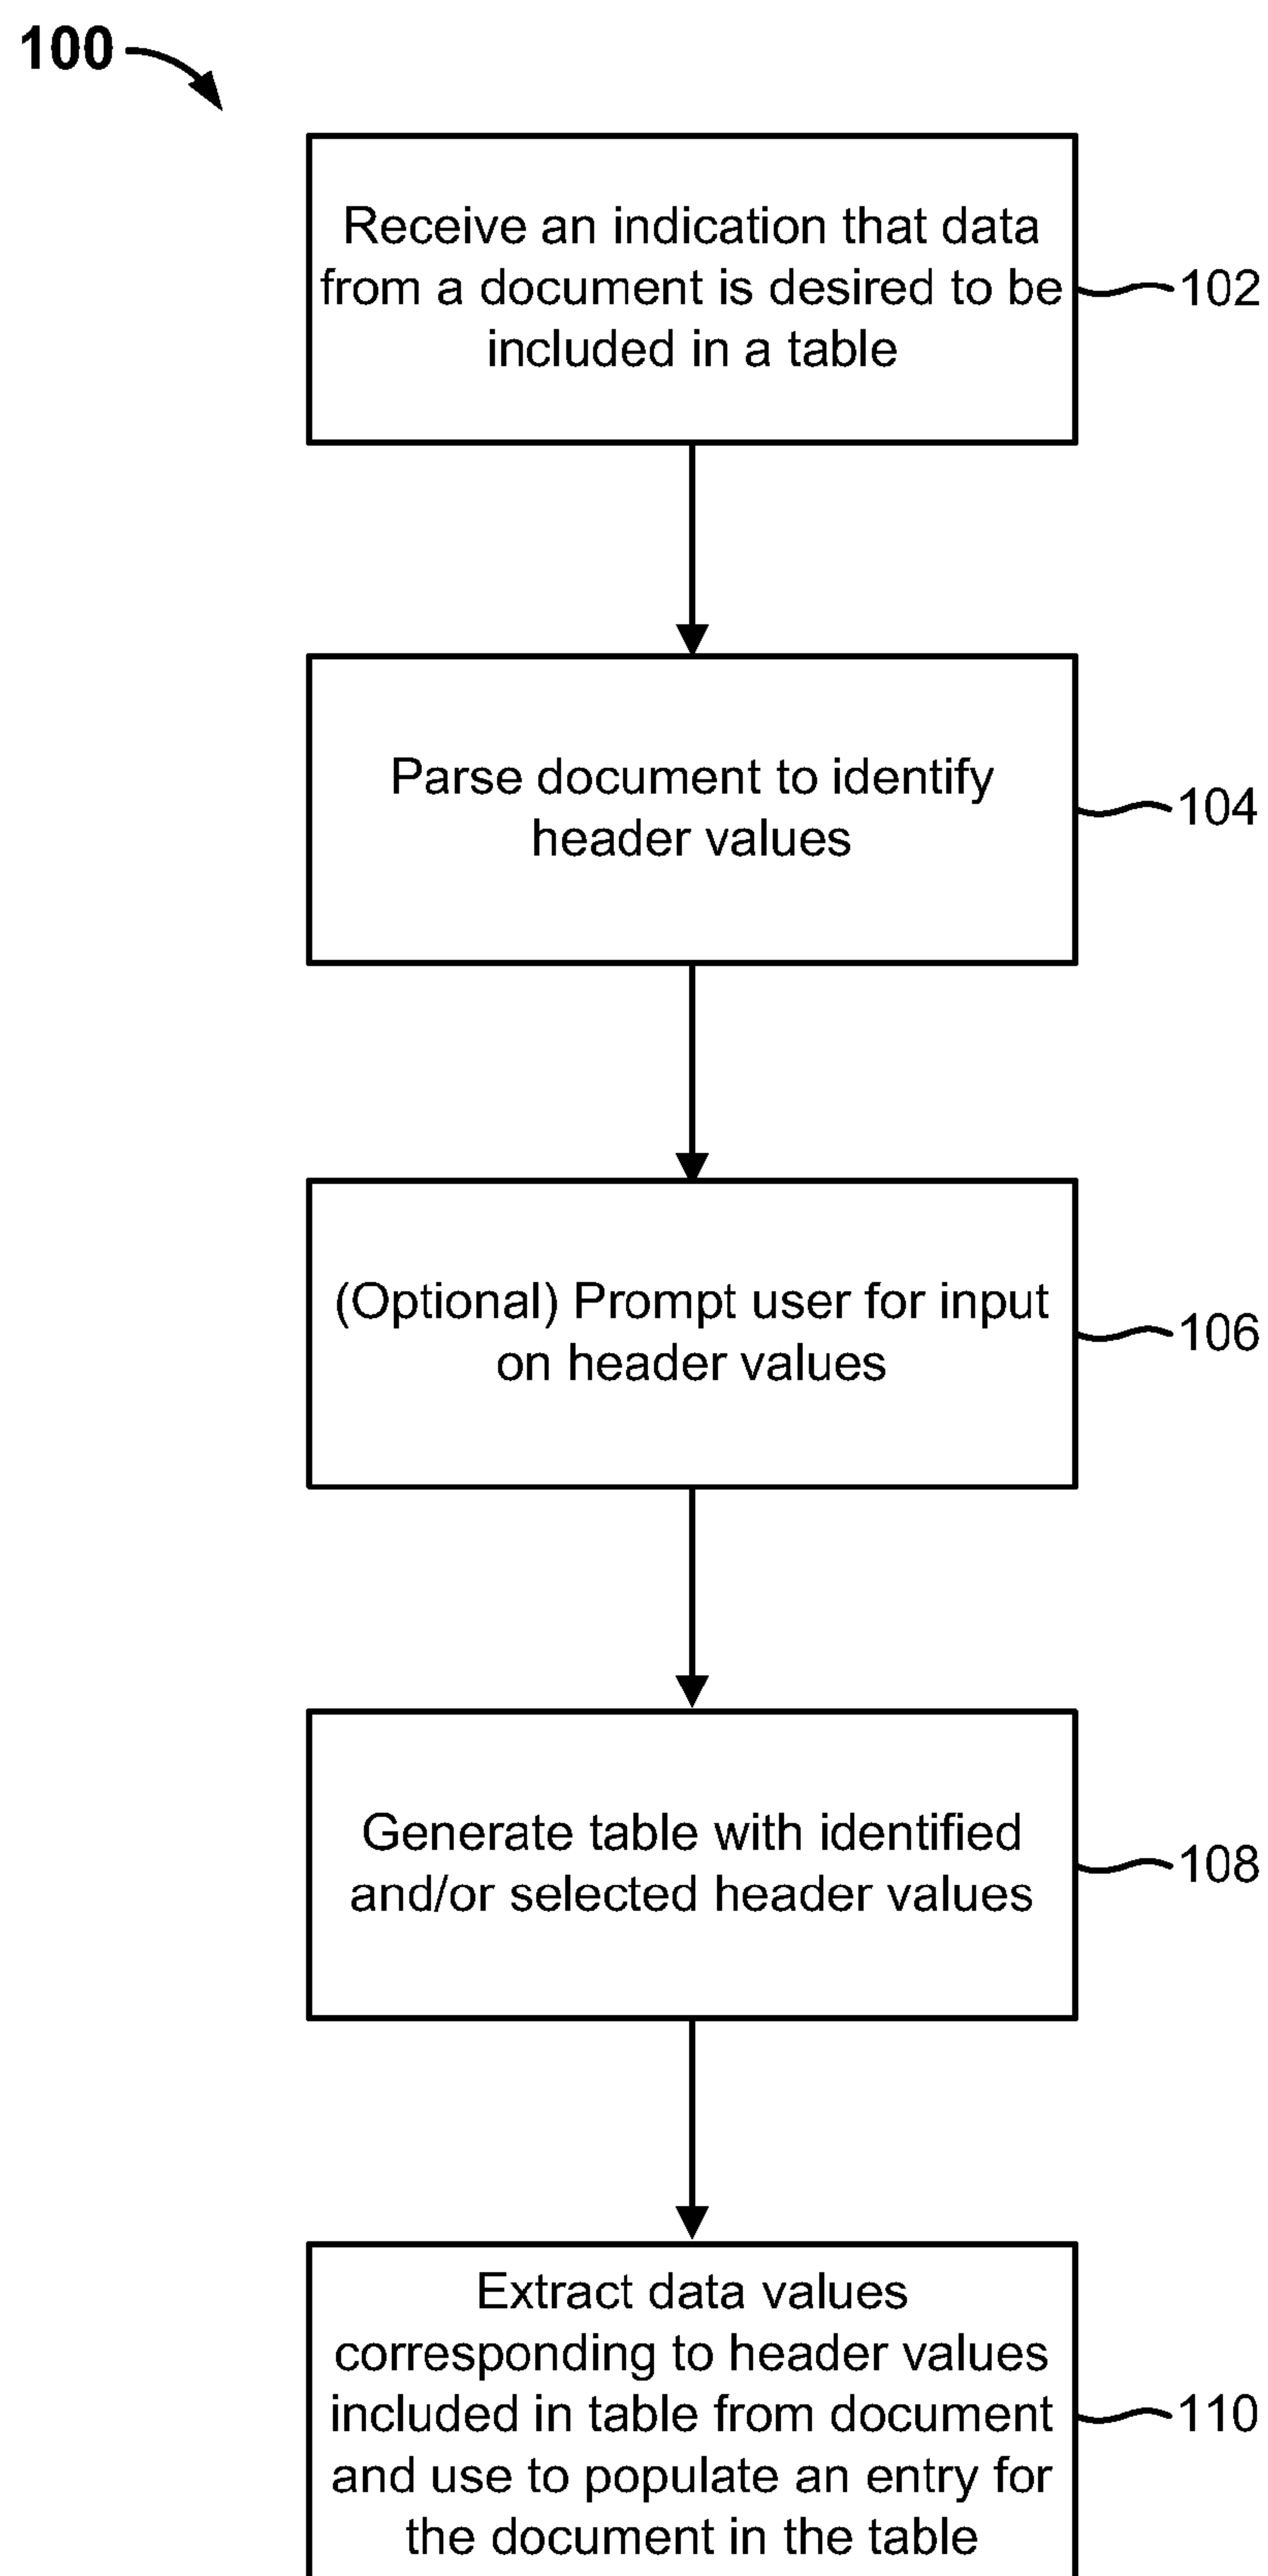 100
Receive an indication that data
from a document is desired to be
included in a table
102
Parse document to identify
header values
104
(Optional) Prompt user for input
on header values
106
Generate table with identified
and/or selected header values
108
Extract data values
corresponding to header values
included in table from document
and use to populate an entry for
the document in the table
110